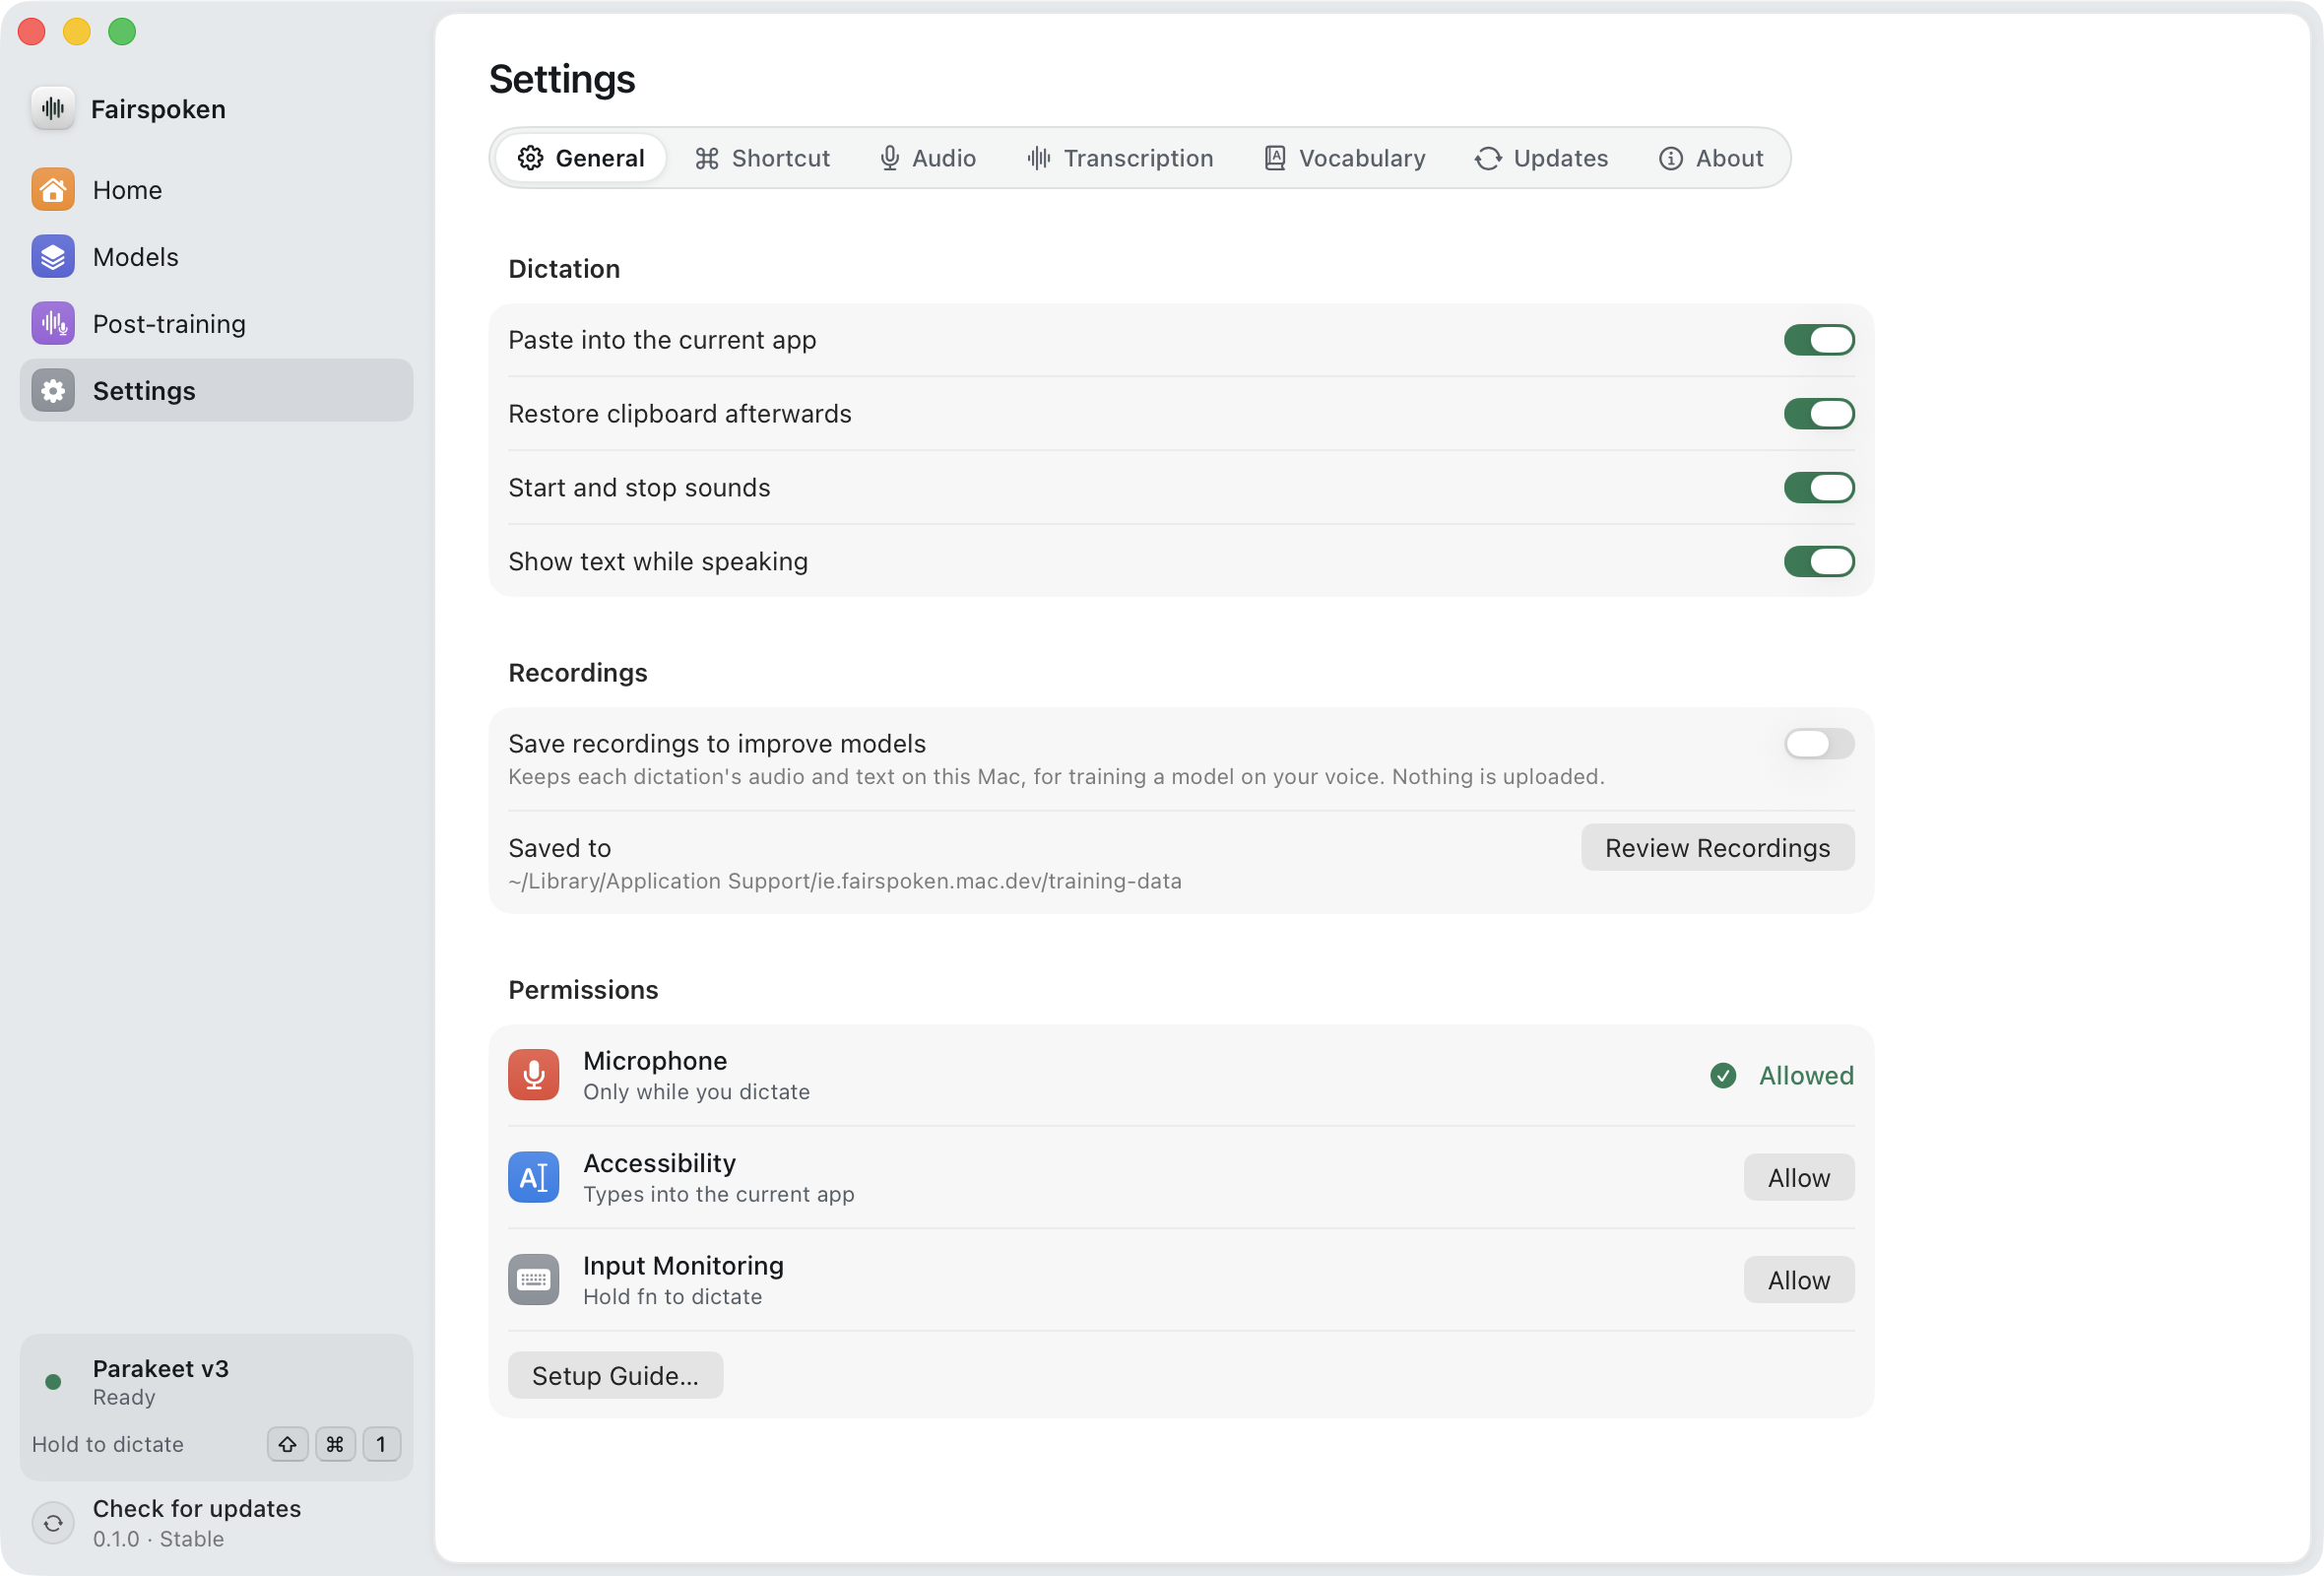 Fairspoken
Home
Models
Post-training
Settings
Parakeet v3
Ready
Hold to dictate ⇧ ⌘ 1
Check for updates
0.1.0 · Stable
Settings
General Shortcut Audio Transcription Vocabulary Updates About
Dictation
Paste into the current app
Restore clipboard afterwards
Start and stop sounds
Show text while speaking
Recordings
Save recordings to improve models
Keeps each dictation's audio and text on this Mac, for training a model on your voice. Nothing is uploaded.
Saved to
Review Recordings
~/Library/Application Support/ie.fairspoken.mac.dev/training-data
Permissions
Microphone
Only while you dictate
Allowed
Accessibility
Types into the current app
Allow
Input Monitoring
Hold fn to dictate
Allow
Setup Guide...